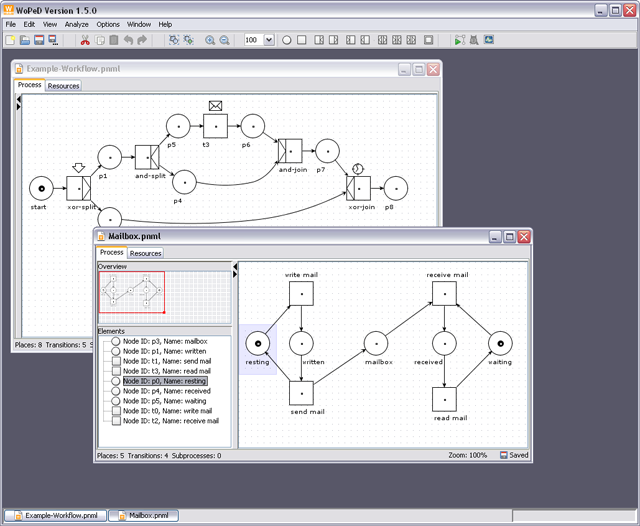 WoPeD Version 1.5.0
File Edit View Analyze Options Window Help
100
Example-Workflow.pnml
Process Resources
p5 t3 p6
p1 and-split and-join p7
p4
start xor-split xor-join p8
Mailbox.pnml
Process Resources
Overview
Elements
Node ID: p3, Name: mailbox
Node ID: p1, Name: written
Node ID: t1, Name: send mail
Node ID: t3, Name: read mail
Node ID: p0, Name: resting
Node ID: p4, Name: received
Node ID: p5, Name: waiting
Node ID: t0, Name: write mail
Node ID: t2, Name: receive mail
write mail receive mail
resting written mailbox received waiting
send mail read mail
Places: 8 Transitions: 5
Places: 5 Transitions: 4 Subprocesses: 0
Zoom: 100% Saved
Example-Workflow.pnml Mailbox.pnml